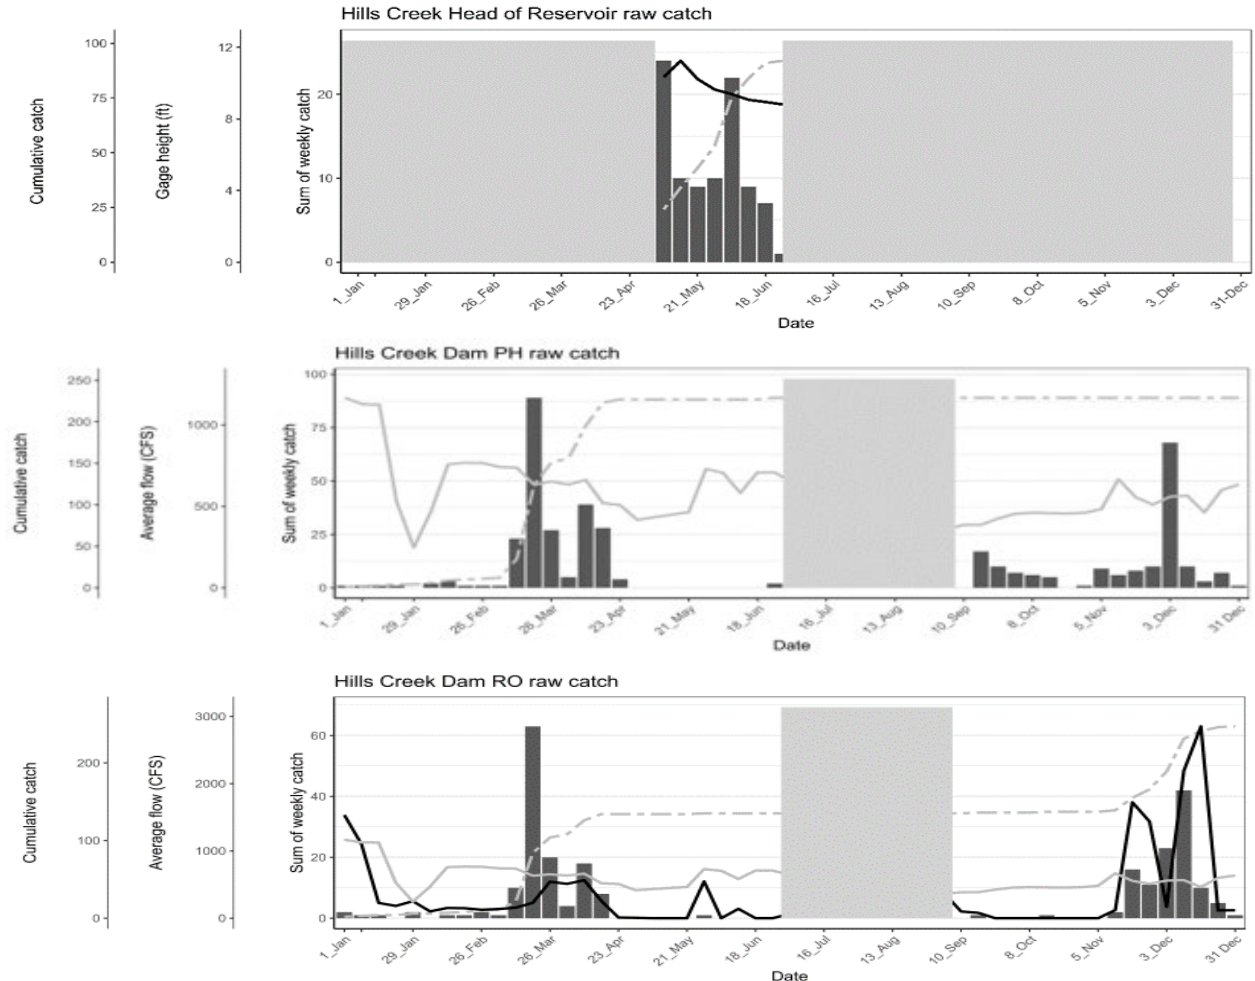 Hills Creek Head of Reservoir raw catch
Cumulative catch
100
75
50
25
0
Gage height (ft)
12
8
4
0
Sum of weekly catch
20
10
0
1_Jan 29_Jan 26_Feb 26_Mar 23_Apr 21_May 18_Jun 16_Jul 13_Aug 10_Sep 8_Oct 5_Nov 3_Dec 31-Dec
Date
Hills Creek Dam PH raw catch
Cumulative catch
250
200
150
100
50
0
Average flow (CFS)
1000
500
0
Sum of weekly catch
100
75
50
25
0
1_Jan 29_Jan 26_Feb 26_Mar 23_Apr 21_May 18_Jun 16_Jul 13_Aug 10_Sep 8_Oct 5_Nov 3_Dec 31 Dec
Date
Hills Creek Dam RO raw catch
Cumulative catch
200
100
0
Average flow (CFS)
3000
2000
1000
0
Sum of weekly catch
60
40
20
0
1_Jan 29_Jan 26_Feb 26_Mar 23_Apr 21_May 18_Jun 16_Jul 13_Aug 10_Sep 8_Oct 5_Nov 3_Dec 31 Dec
Date